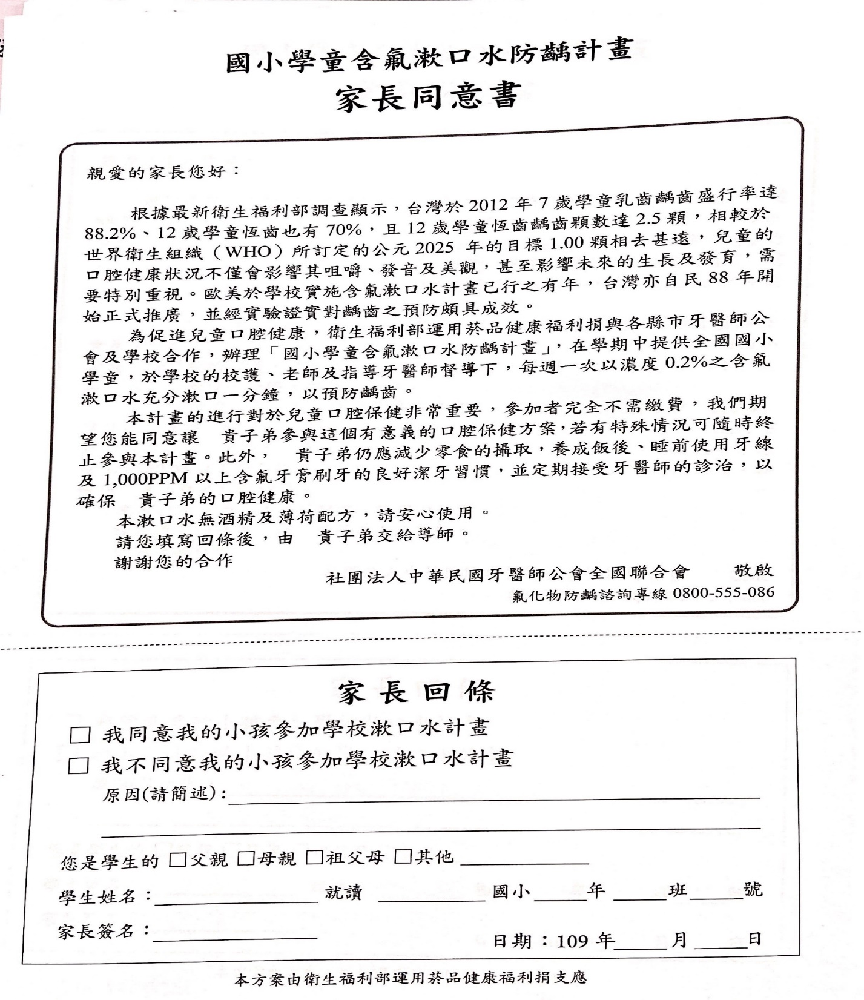 國小學童含氟漱口水防齲計畫
家長同意書
親愛的家長您好：
根據最新衛生福利部調查顯示，台灣於 2012 年 7 歲學童乳齒齲齒盛行率達
88.2%、12 歲學童恆齒也有 70%，且 12 歲學童恆齒齲齒顆數達 2.5 顆，相較於
世界衛生組織（WHO）所訂定的公元 2025 年的目標 1.00 顆相去甚遠，兒童的
口腔健康狀況不僅會影響其咀嚼、發音及美觀，甚至影響未來的生長及發育，需
要特別重視。歐美於學校實施含氟漱口水計畫已行之有年，台灣亦自民 88 年開
始正式推廣，並經實驗證實對齲齒之預防頗具成效。
為促進兒童口腔健康，衛生福利部運用菸品健康福利捐與各縣市牙醫師公
會及學校合作，辦理「國小學童含氟漱口水防齲計畫」，在學期中提供全國國小
學童，於學校的校護、老師及指導牙醫師督導下，每週一次以濃度 0.2%之含氟
漱口水充分漱口一分鐘，以預防齲齒。
本計畫的進行對於兒童口腔保健非常重要，參加者完全不需繳費，我們期
望您能同意讓　貴子弟參與這個有意義的口腔保健方案，若有特殊情況可隨時終
止參與本計畫。此外，　貴子弟仍應減少零食的攝取，養成飯後、睡前使用牙線
及 1,000PPM 以上含氟牙膏刷牙的良好潔牙習慣，並定期接受牙醫師的診治，以
確保　貴子弟的口腔健康。
本漱口水無酒精及薄荷配方，請安心使用。
請您填寫回條後，由　貴子弟交給導師。
謝謝您的合作
社團法人中華民國牙醫師公會全國聯合會　敬啟
氟化物防齲諮詢專線 0800-555-086
家長回條
□ 我同意我的小孩參加學校漱口水計畫
□ 我不同意我的小孩參加學校漱口水計畫
原因(請簡述)：
您是學生的 □父親 □母親 □祖父母 □其他 ______
學生姓名：______ 就讀 ______ 國小 ____年 ____班____號
家長簽名：______ 日期：109 年____月____日
本方案由衛生福利部運用菸品健康福利捐支應